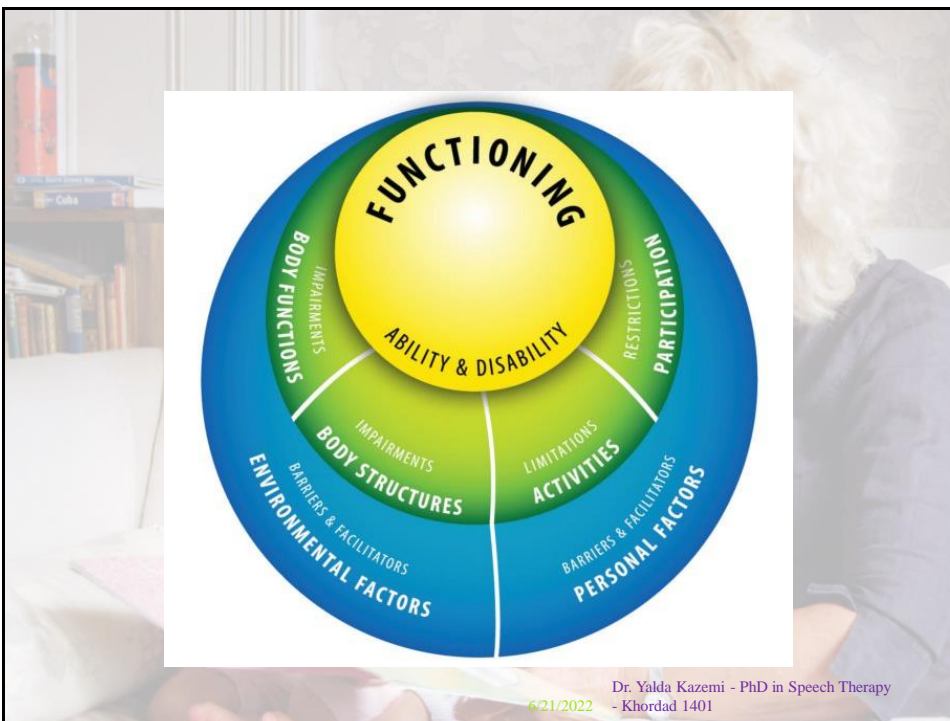 FUNCTIONING
ABILITY & DISABILITY
BODY FUNCTIONS
IMPAIRMENTS
IMPAIRMENTS
BODY STRUCTURES
LIMITATIONS
ACTIVITIES
RESTRICTIONS
PARTICIPATION
BARRIERS & FACILITATORS
ENVIRONMENTAL FACTORS
BARRIERS & FACILITATORS
PERSONAL FACTORS
Cuba
Dr. Yalda Kazemi - PhD in Speech Therapy
6/21/2022 - Khordad 1401